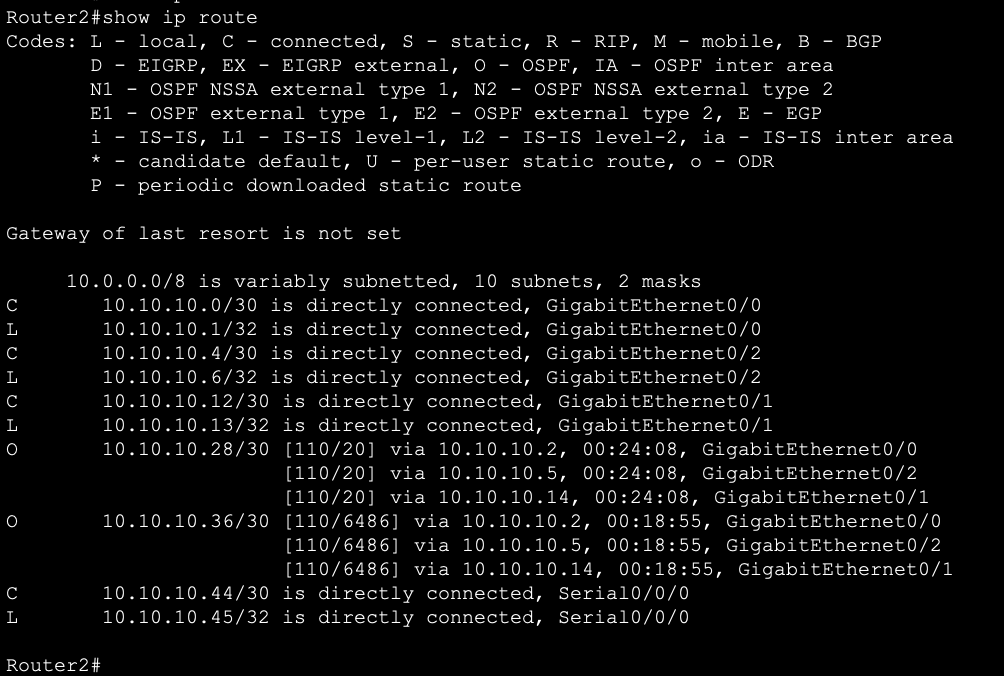 Router2#show ip route
Codes: L - local, C - connected, S - static, R - RIP, M - mobile, B - BGP
       D - EIGRP, EX - EIGRP external, O - OSPF, IA - OSPF inter area
       N1 - OSPF NSSA external type 1, N2 - OSPF NSSA external type 2
       E1 - OSPF external type 1, E2 - OSPF external type 2, E - EGP
       i - IS-IS, L1 - IS-IS level-1, L2 - IS-IS level-2, ia - IS-IS inter area
       * - candidate default, U - per-user static route, o - ODR
       P - periodic downloaded static route

Gateway of last resort is not set

     10.0.0.0/8 is variably subnetted, 10 subnets, 2 masks
C       10.10.10.0/30 is directly connected, GigabitEthernet0/0
L       10.10.10.1/32 is directly connected, GigabitEthernet0/0
C       10.10.10.4/30 is directly connected, GigabitEthernet0/2
L       10.10.10.6/32 is directly connected, GigabitEthernet0/2
C       10.10.10.12/30 is directly connected, GigabitEthernet0/1
L       10.10.10.13/32 is directly connected, GigabitEthernet0/1
O       10.10.10.28/30 [110/20] via 10.10.10.2, 00:24:08, GigabitEthernet0/0
                       [110/20] via 10.10.10.5, 00:24:08, GigabitEthernet0/2
                       [110/20] via 10.10.10.14, 00:24:08, GigabitEthernet0/1
O       10.10.10.36/30 [110/6486] via 10.10.10.2, 00:18:55, GigabitEthernet0/0
                       [110/6486] via 10.10.10.5, 00:18:55, GigabitEthernet0/2
                       [110/6486] via 10.10.10.14, 00:18:55, GigabitEthernet0/1
C       10.10.10.44/30 is directly connected, Serial0/0/0
L       10.10.10.45/32 is directly connected, Serial0/0/0

Router2#